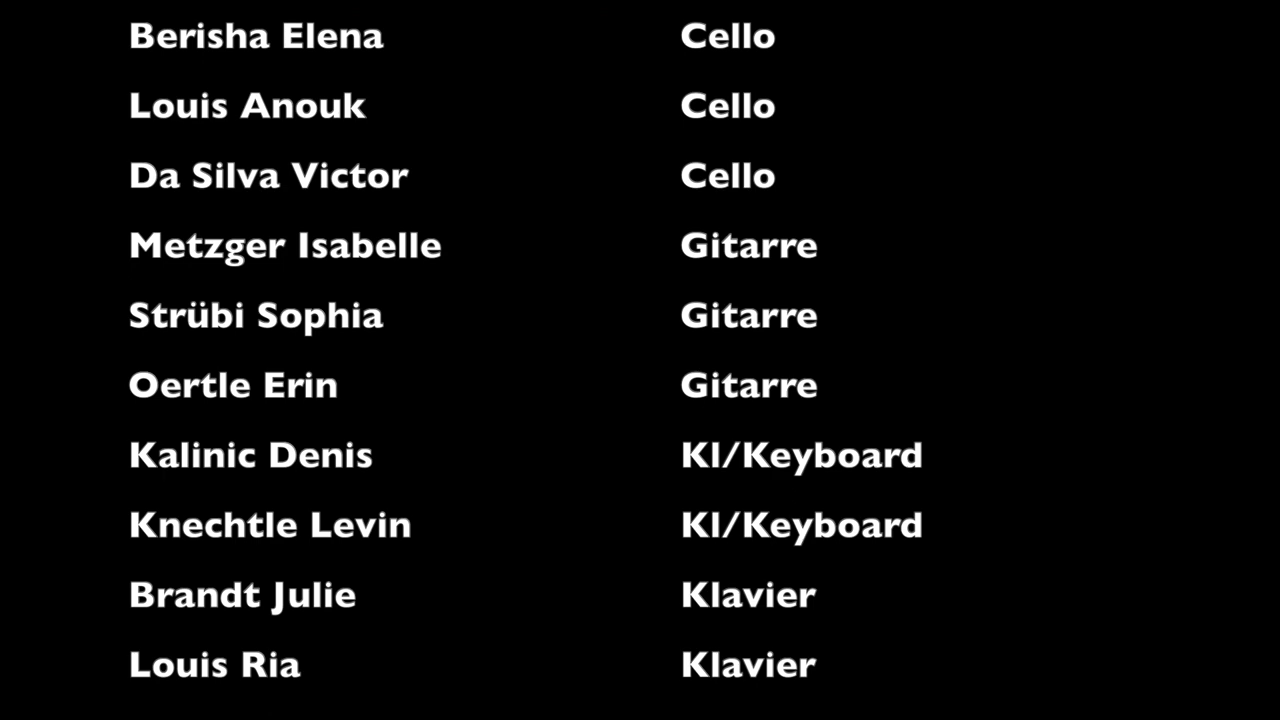 Berisha Elena Cello
Louis Anouk Cello
Da Silva Victor Cello
Metzger Isabelle Gitarre
Strübi Sophia Gitarre
Oertle Erin Gitarre
Kalinic Denis Kl/Keyboard
Knechtle Levin Kl/Keyboard
Brandt Julie Klavier
Louis Ria Klavier